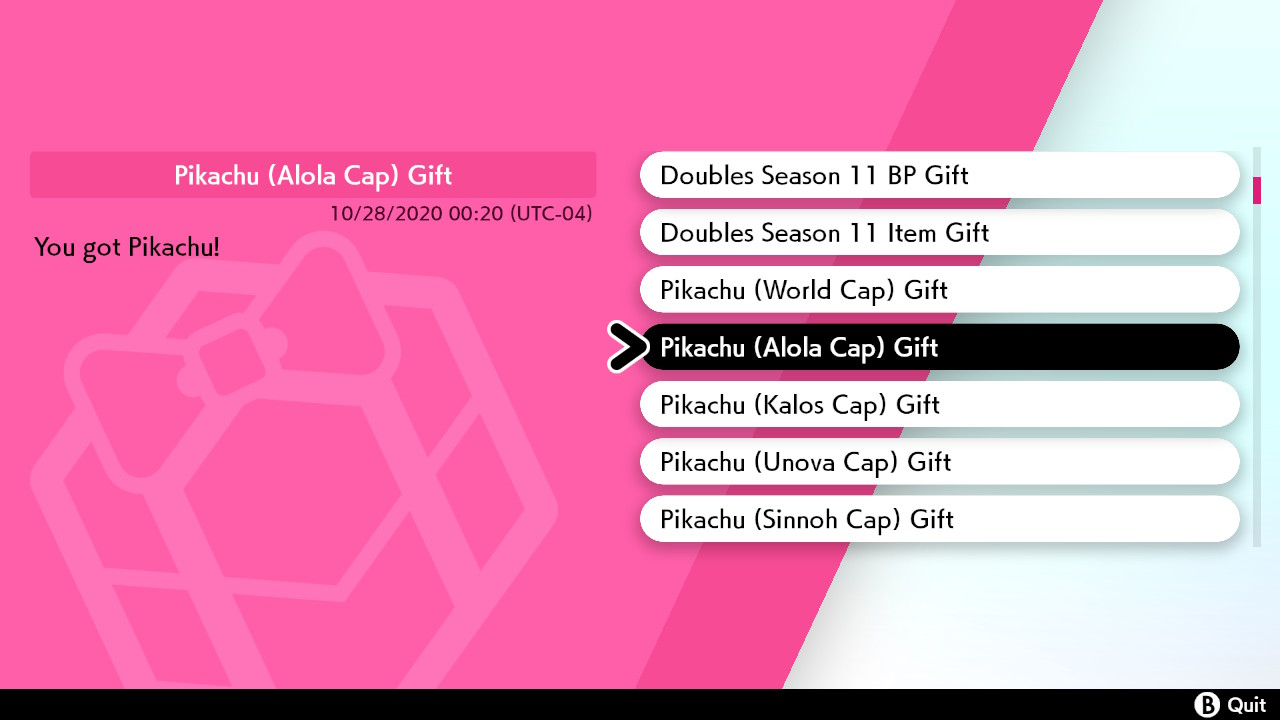 Pikachu (Alola Cap) Gift
10/28/2020 00:20 (UTC-04)
You got Pikachu!
Doubles Season 11 BP Gift
Doubles Season 11 Item Gift
Pikachu (World Cap) Gift
Pikachu (Alola Cap) Gift
Pikachu (Kalos Cap) Gift
Pikachu (Unova Cap) Gift
Pikachu (Sinnoh Cap) Gift
B Quit